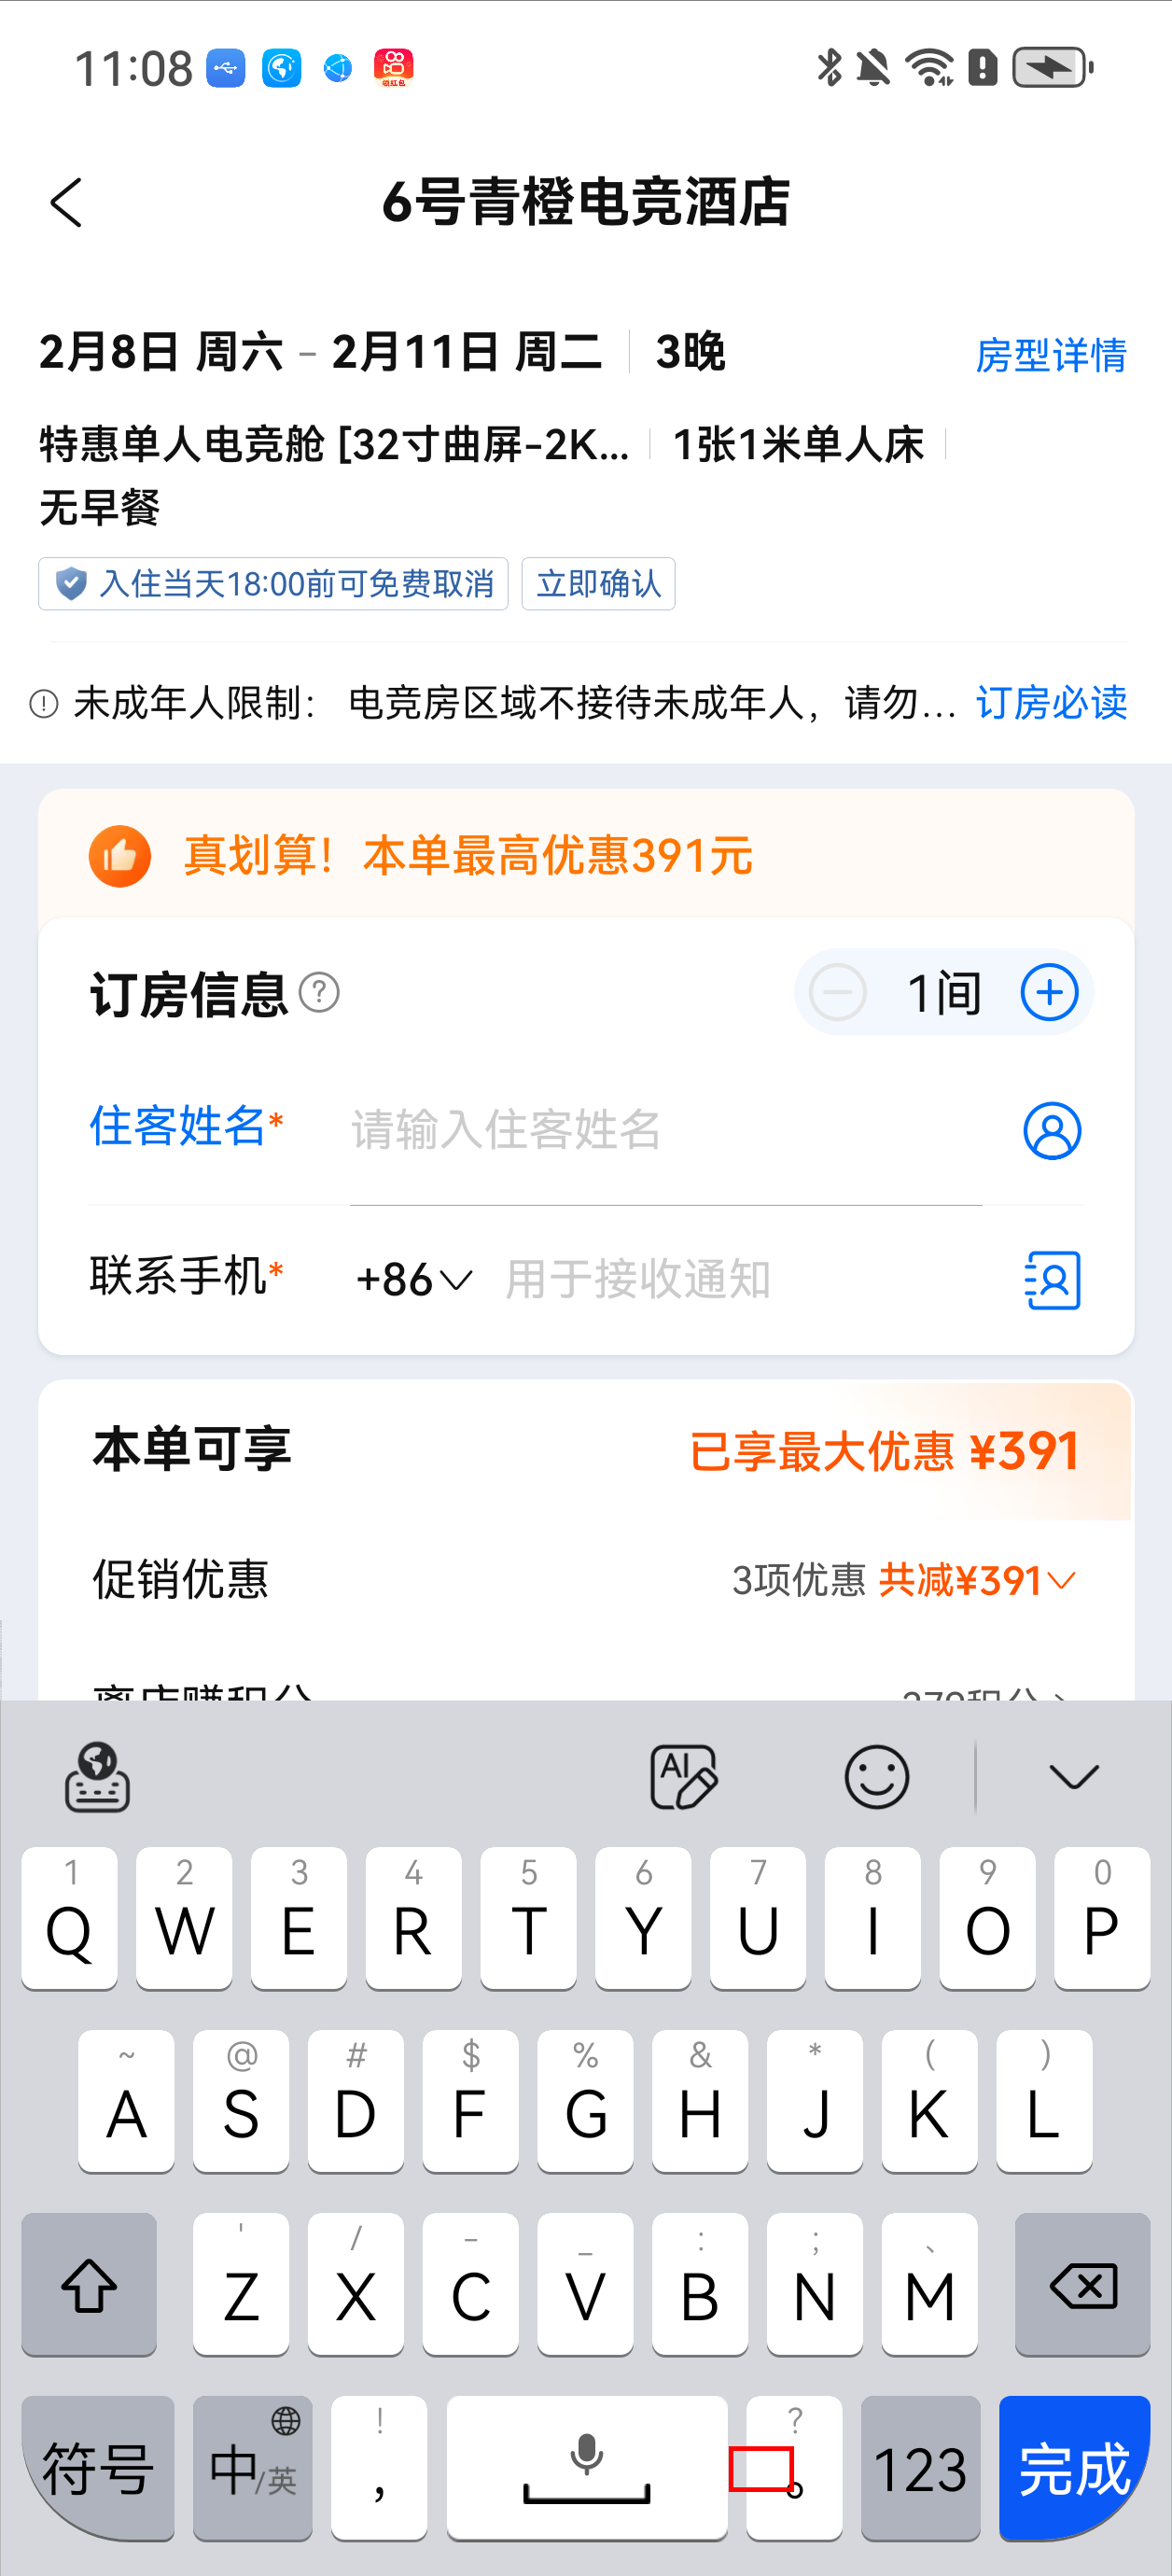 11:08
领红包
6号青橙电竞酒店
2月8日 周六 - 2月11日 周二 3晚 房型详情
特惠单人电竞舱 [32寸曲屏-2K... 1张1米单人床
无早餐
入住当天18:00前可免费取消 立即确认
未成年人限制： 电竞房区域不接待未成年人，请勿... 订房必读
真划算！本单最高优惠391元
订房信息 ? 1间
住客姓名* 请输入住客姓名
联系手机* +86 用于接收通知
本单可享 已享最大优惠 ¥391
促销优惠 3项优惠 共减¥391
AI
1 2 3 4 5 6 7 8 9 0
Q W E R T Y U I O P
~ @ # $ % & * ( )
A S D F G H J K L
' / - _ : ; 、
Z X C V B N M
! ?
符号 中/英 , 。 123 完成